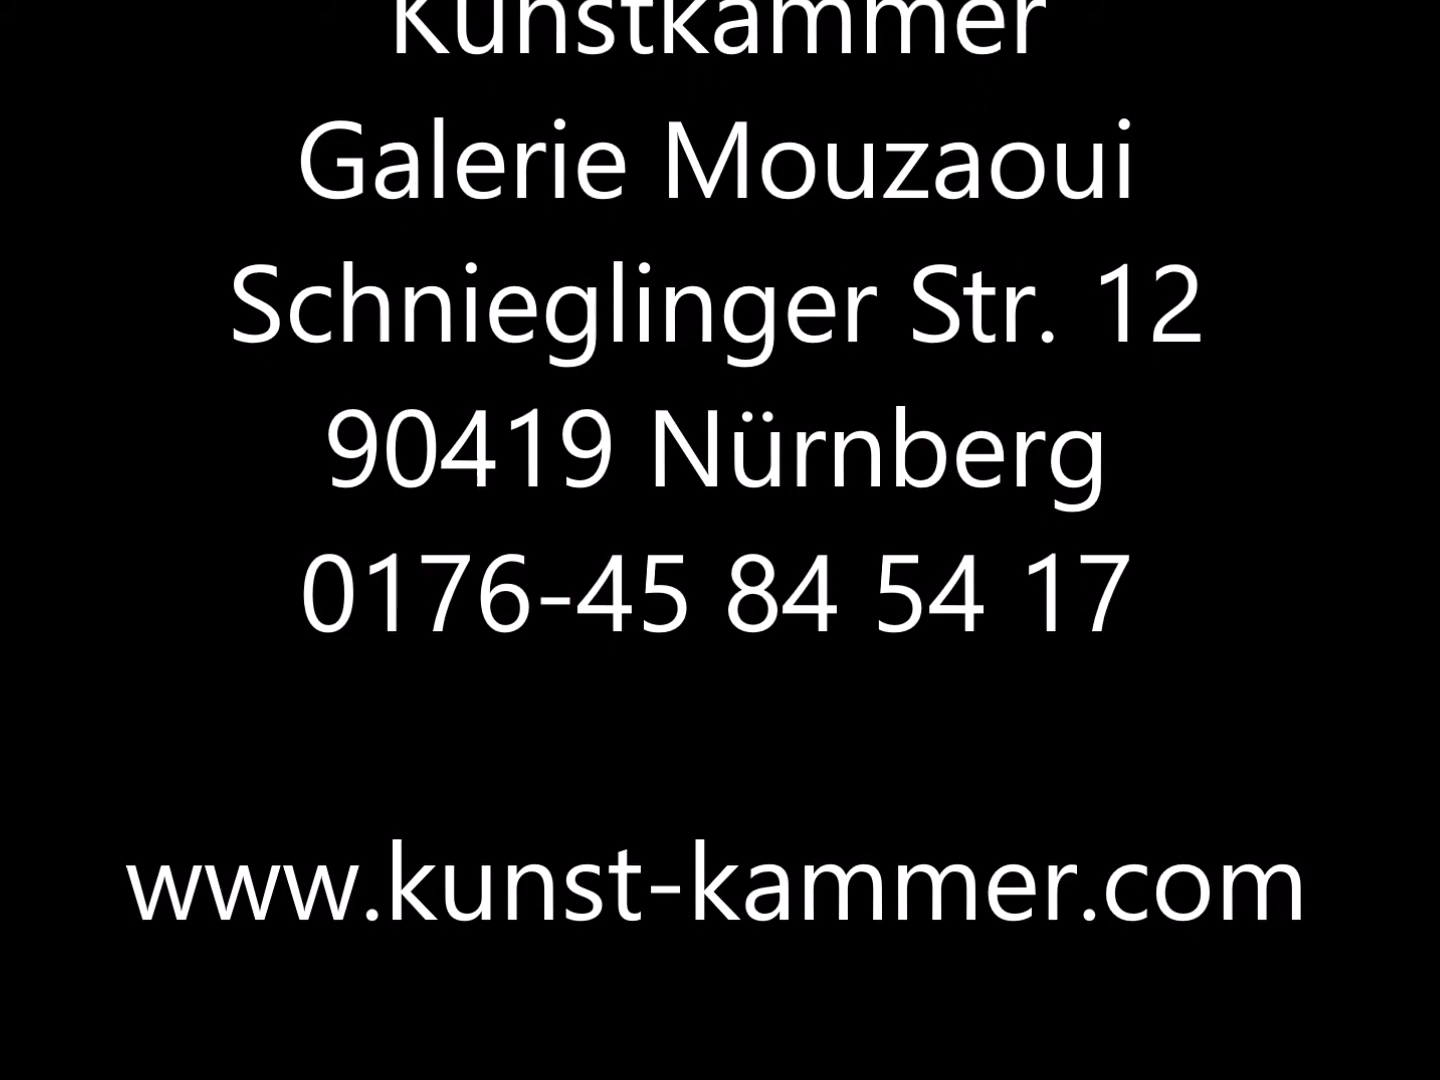 Kunstkammer
Galerie Mouzaoui
Schnieglinger Str. 12
90419 Nürnberg
0176-45 84 54 17
www.kunst-kammer.com